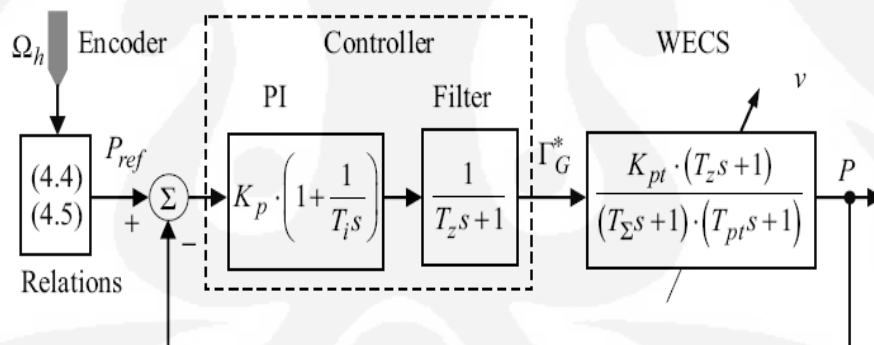 Ω_h Encoder
Controller
WECS
PI
Filter
v
P_ref
(4.4)
(4.5)
+
Σ
−
K_p · (1 + 1/(T_i s))
1/(T_z s+1)
Γ*_G
K_pt · (T_z s+1)/((T_Σ s+1) · (T_pt s+1))
P
Relations